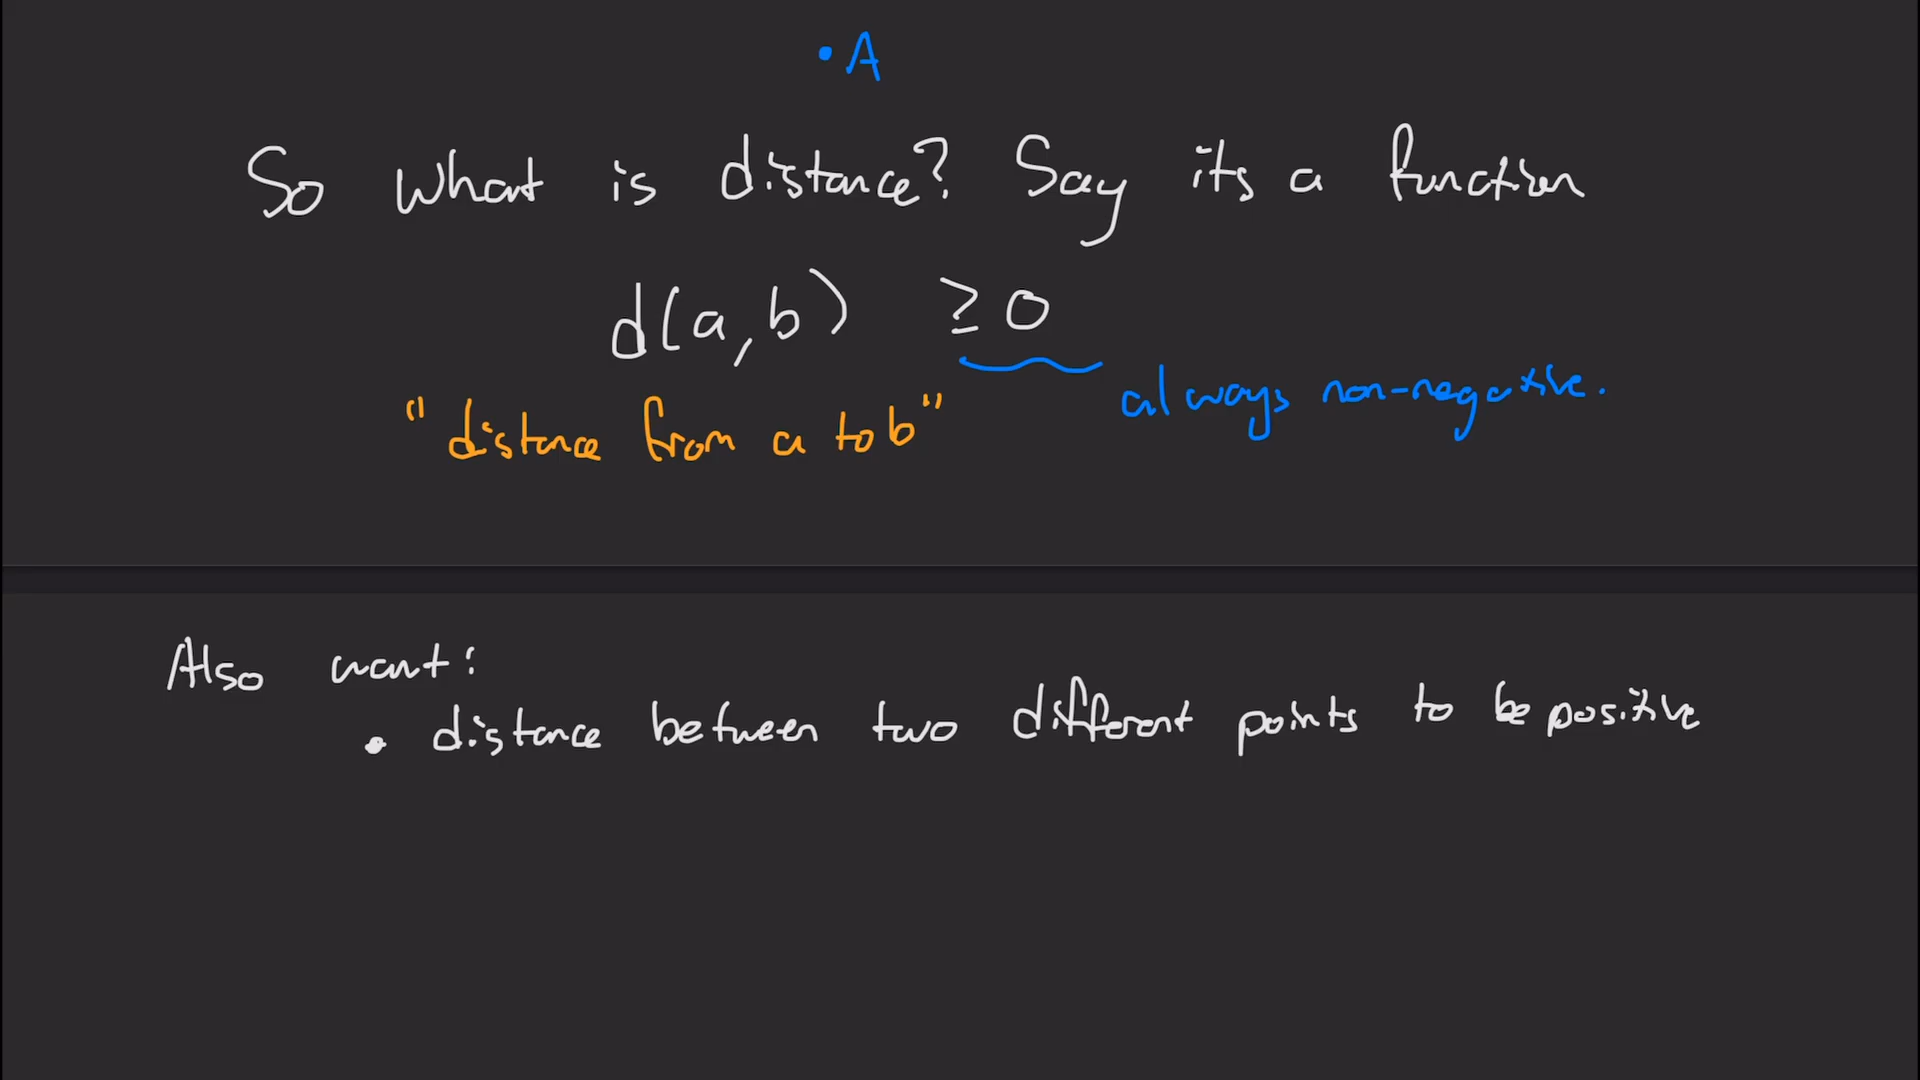 • A
So what is distance? Say its a function
d(a,b) ≥0
always non-negative.
"distance from a to b"
Also want:
• distance between two different points to be positive